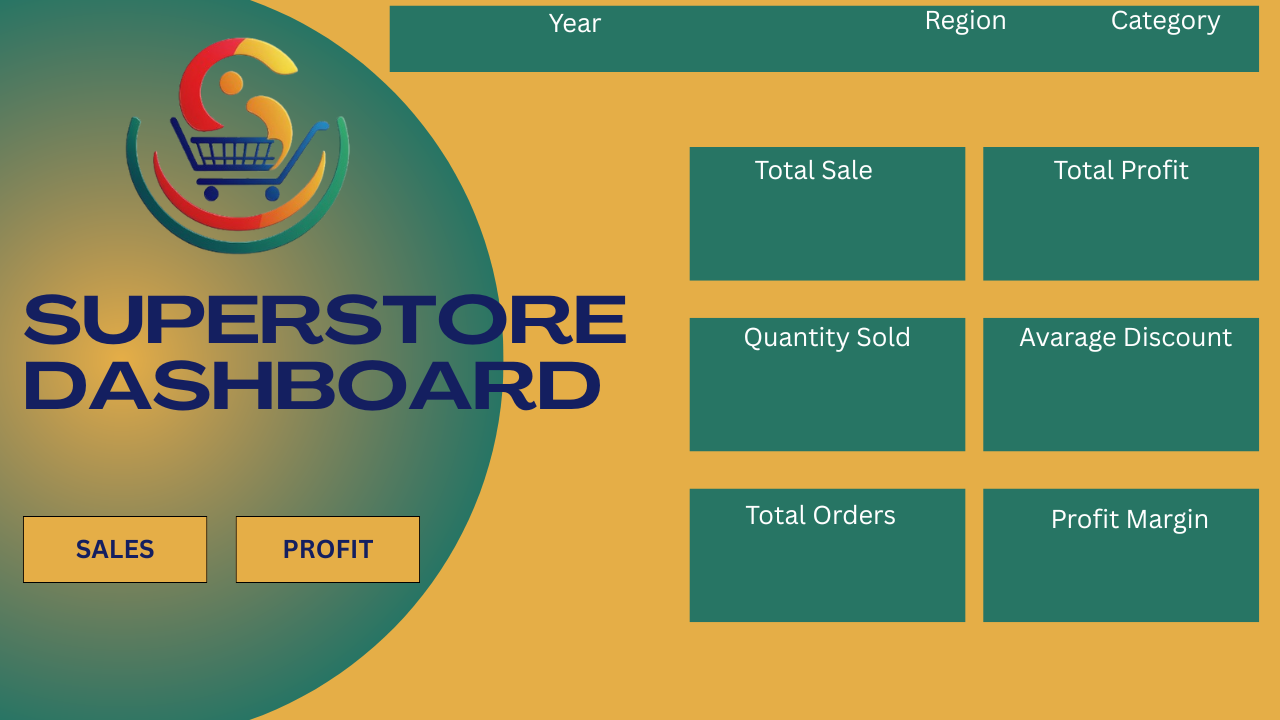 Year
Region
Category
Total Sale
Total Profit
SUPERSTORE
DASHBOARD
Quantity Sold
Avarage Discount
Total Orders
Profit Margin
SALES
PROFIT